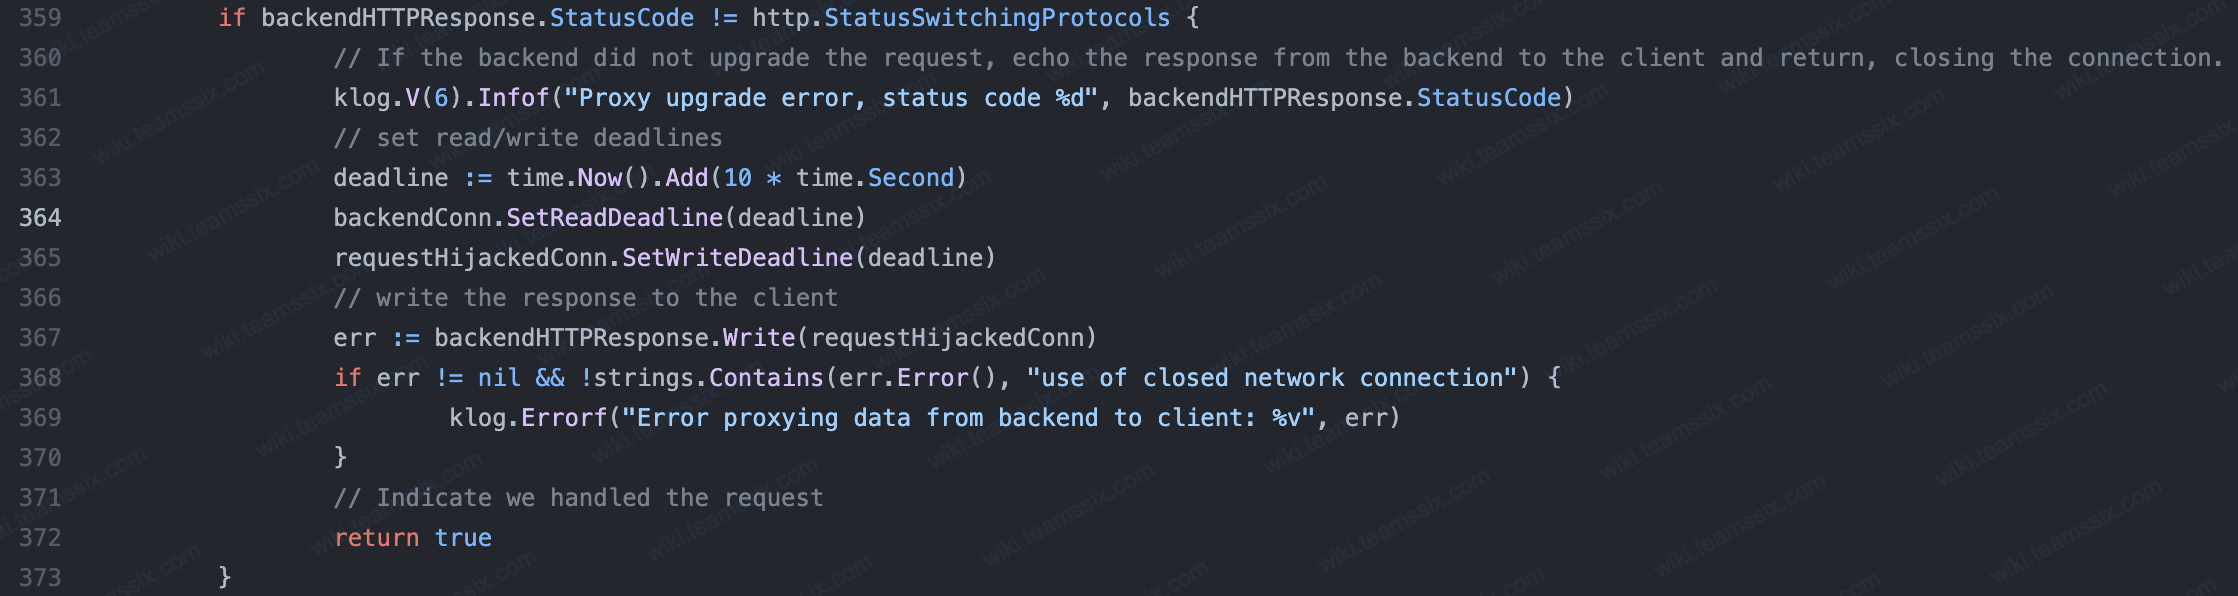 359 if backendHTTPResponse.StatusCode != http.StatusSwitchingProtocols {
360 // If the backend did not upgrade the request, echo the response from the backend to the client and return, closing the connection.
361 klog.V(6).Infof("Proxy upgrade error, status code %d", backendHTTPResponse.StatusCode)
362 // set read/write deadlines
363 deadline := time.Now().Add(10 * time.Second)
364 backendConn.SetReadDeadline(deadline)
365 requestHijackedConn.SetWriteDeadline(deadline)
366 // write the response to the client
367 err := backendHTTPResponse.Write(requestHijackedConn)
368 if err != nil && !strings.Contains(err.Error(), "use of closed network connection") {
369 klog.Errorf("Error proxying data from backend to client: %v", err)
370 }
371 // Indicate we handled the request
372 return true
373 }
wiki.teamssix.com